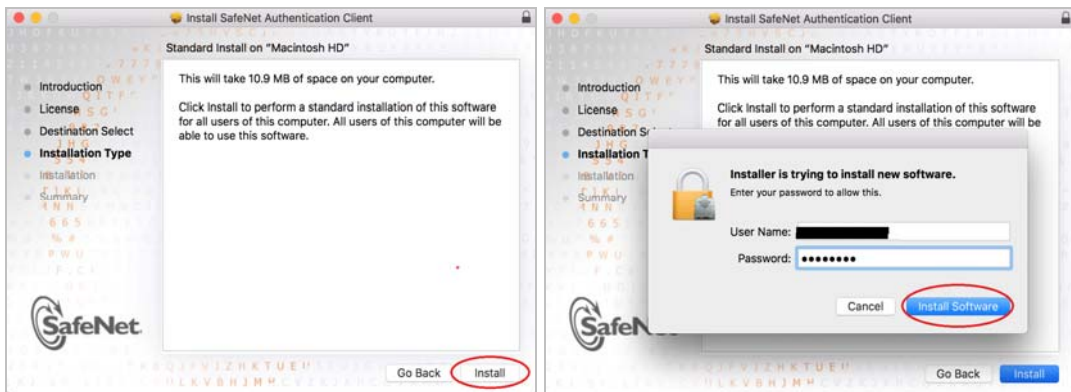 Install SafeNet Authentication Client
Standard Install on "Macintosh HD"
Introduction
License
Destination Select
Installation Type
Installation
Summary
This will take 10.9 MB of space on your computer.
Click Install to perform a standard installation of this software
for all users of this computer. All users of this computer will be
able to use this software.
SafeNet.
Go Back
Install
Install SafeNet Authentication Client
Standard Install on "Macintosh HD"
Introduction
License
Destination
Installation
Installation
Summary
This will take 10.9 MB of space on your computer.
Click Install to perform a standard installation of this software
for all users of this computer. All users of this computer will be
Installer is trying to install new software.
Enter your password to allow this.
User Name:
Password: ••••••••
Cancel
Install Software
Go Back
Install